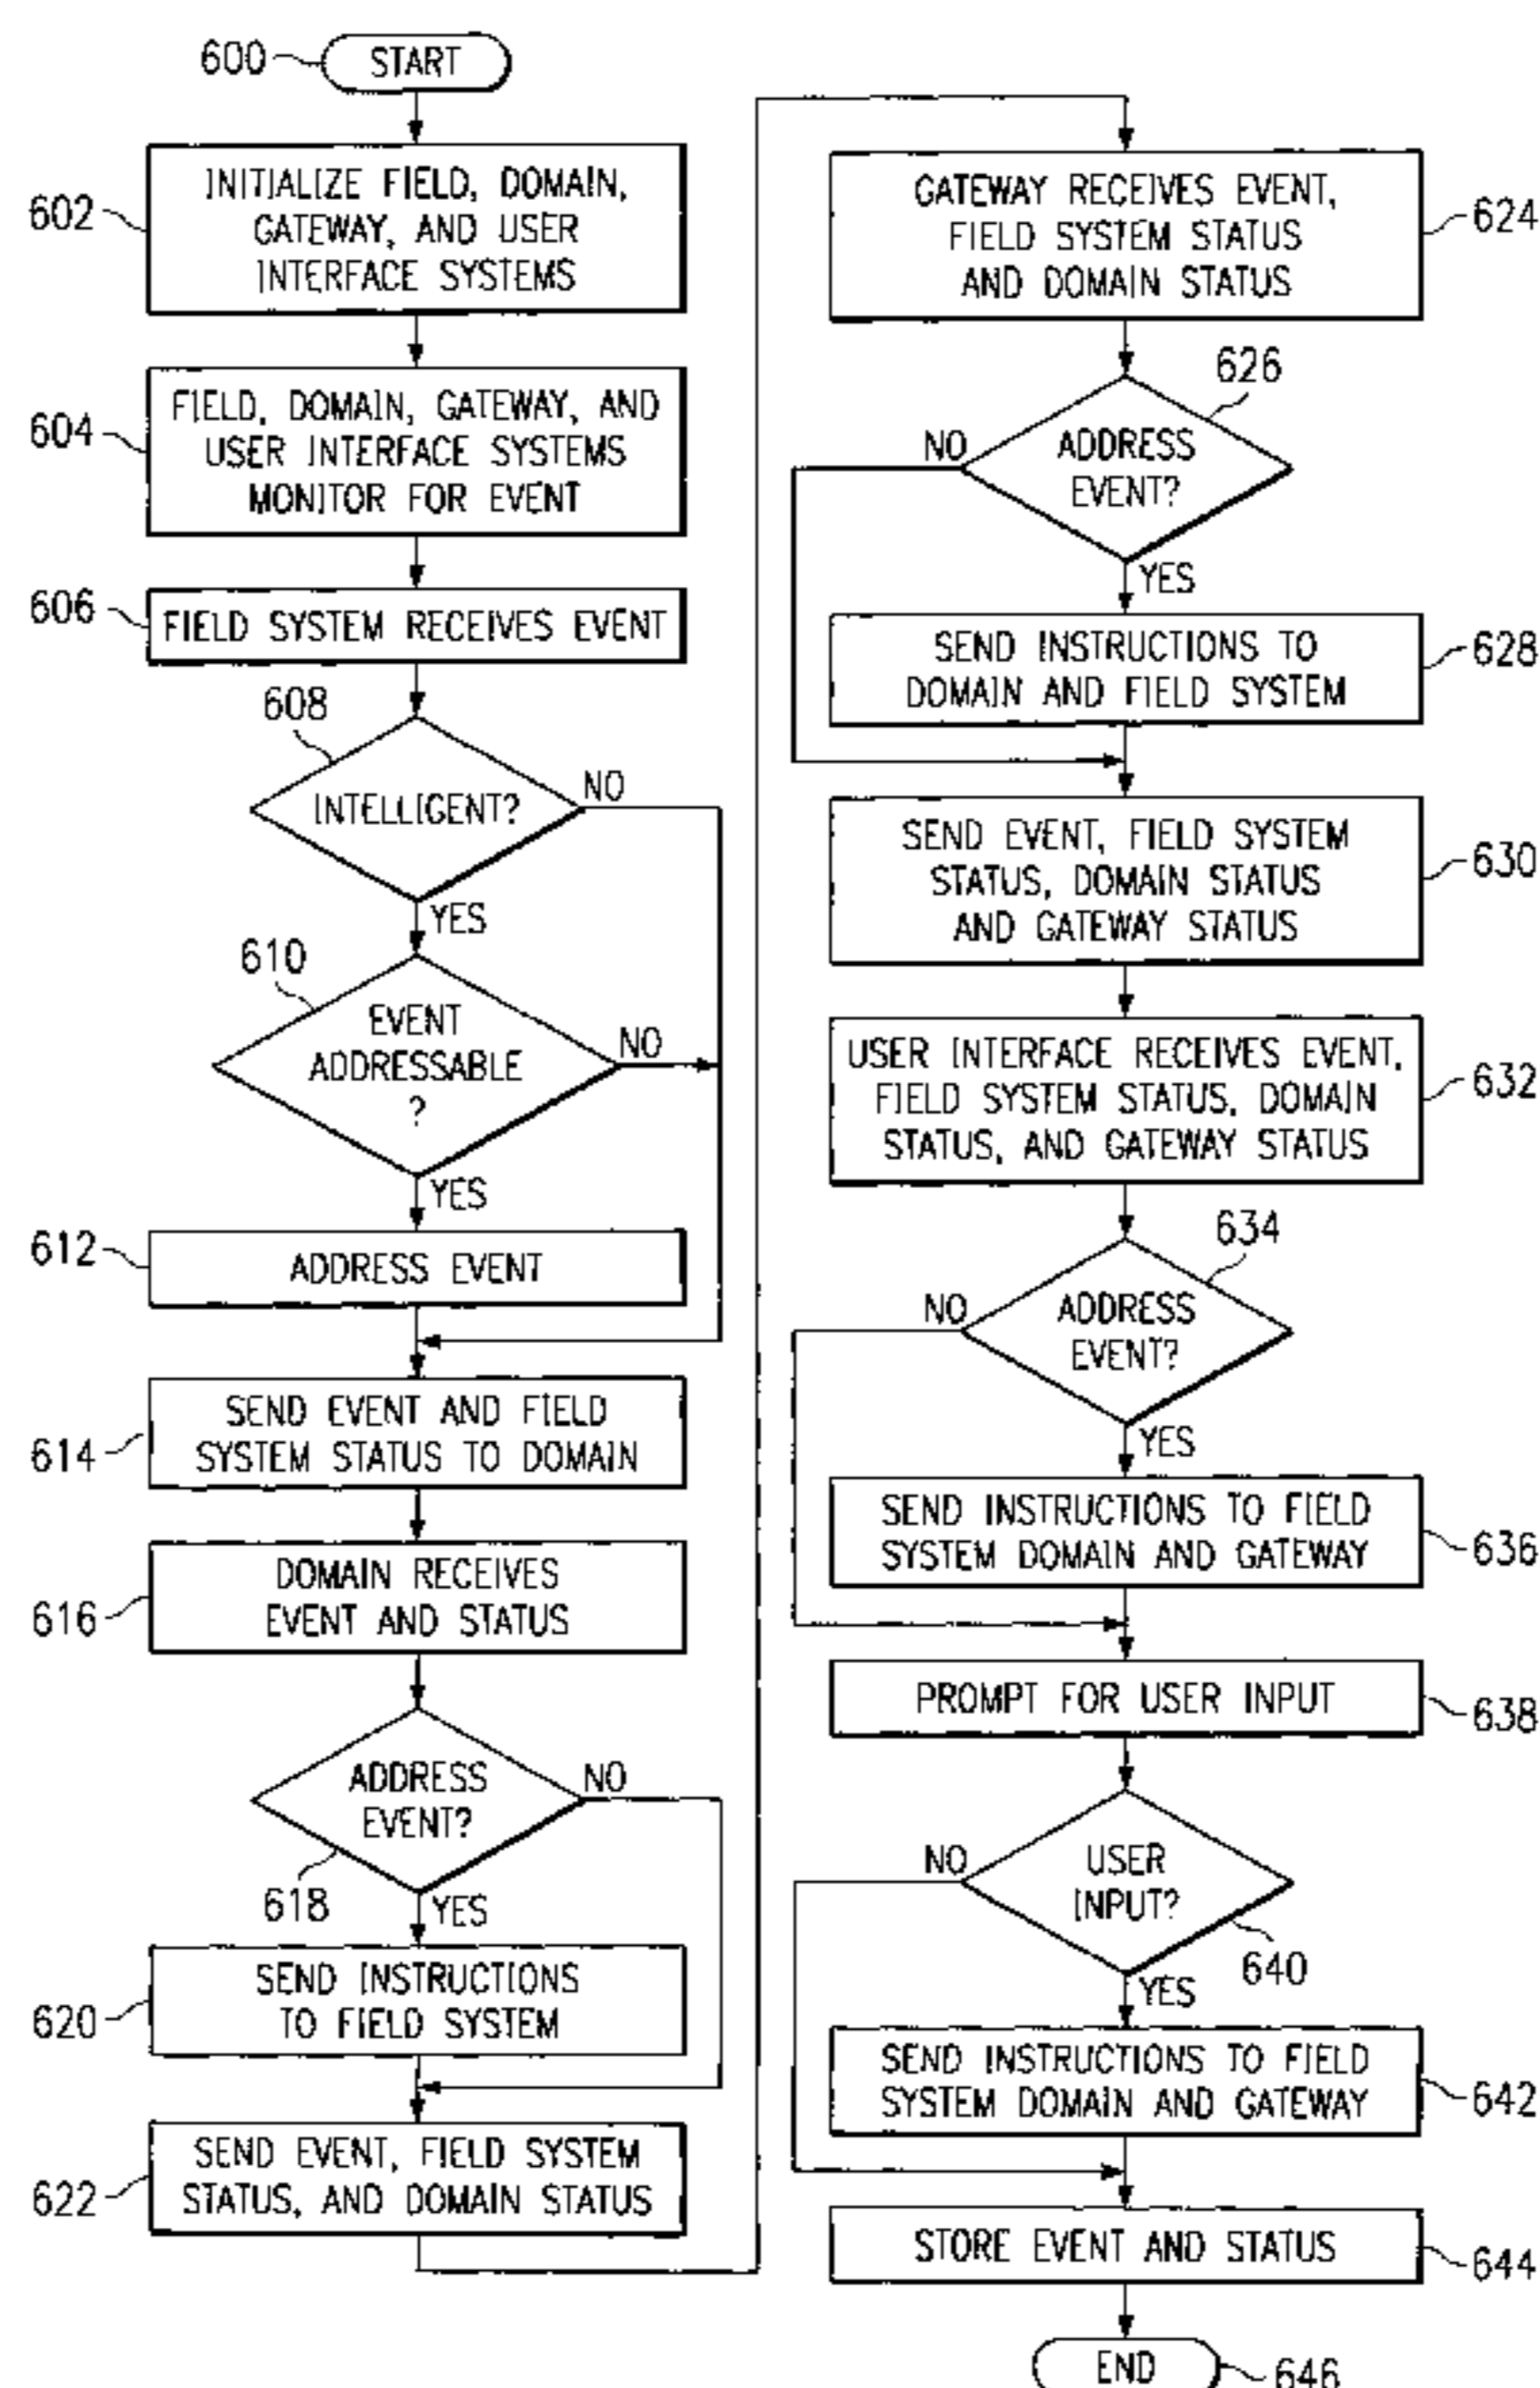 600
START
602
INITIALIZE FIELD, DOMAIN,
GATEWAY, AND USER
INTERFACE SYSTEMS
604
FIELD, DOMAIN, GATEWAY, AND
USER INTERFACE SYSTEMS
MONITOR FOR EVENT
606
FIELD SYSTEM RECEIVES EVENT
608
INTELLIGENT?
NO
YES
610
EVENT
ADDRESSABLE
?
NO
YES
612
ADDRESS EVENT
614
SEND EVENT AND FIELD
SYSTEM STATUS TO DOMAIN
616
DOMAIN RECEIVES
EVENT AND STATUS
ADDRESS
EVENT?
NO
618
YES
620
SEND INSTRUCTIONS
TO FIELD SYSTEM
622
SEND EVENT, FIELD SYSTEM
STATUS, AND DOMAIN STATUS
GATEWAY RECEIVES EVENT,
FIELD SYSTEM STATUS
AND DOMAIN STATUS
624
626
NO
ADDRESS
EVENT?
YES
SEND INSTRUCTIONS TO
DOMAIN AND FIELD SYSTEM
628
SEND EVENT, FIELD SYSTEM
STATUS, DOMAIN STATUS
AND GATEWAY STATUS
630
USER INTERFACE RECEIVES EVENT,
FIELD SYSTEM STATUS, DOMAIN
STATUS, AND GATEWAY STATUS
632
634
NO
ADDRESS
EVENT?
YES
SEND INSTRUCTIONS TO FIELD
SYSTEM DOMAIN AND GATEWAY
636
PROMPT FOR USER INPUT
638
NO
USER
INPUT?
640
YES
SEND INSTRUCTIONS TO FIELD
SYSTEM DOMAIN AND GATEWAY
642
STORE EVENT AND STATUS
644
END
646